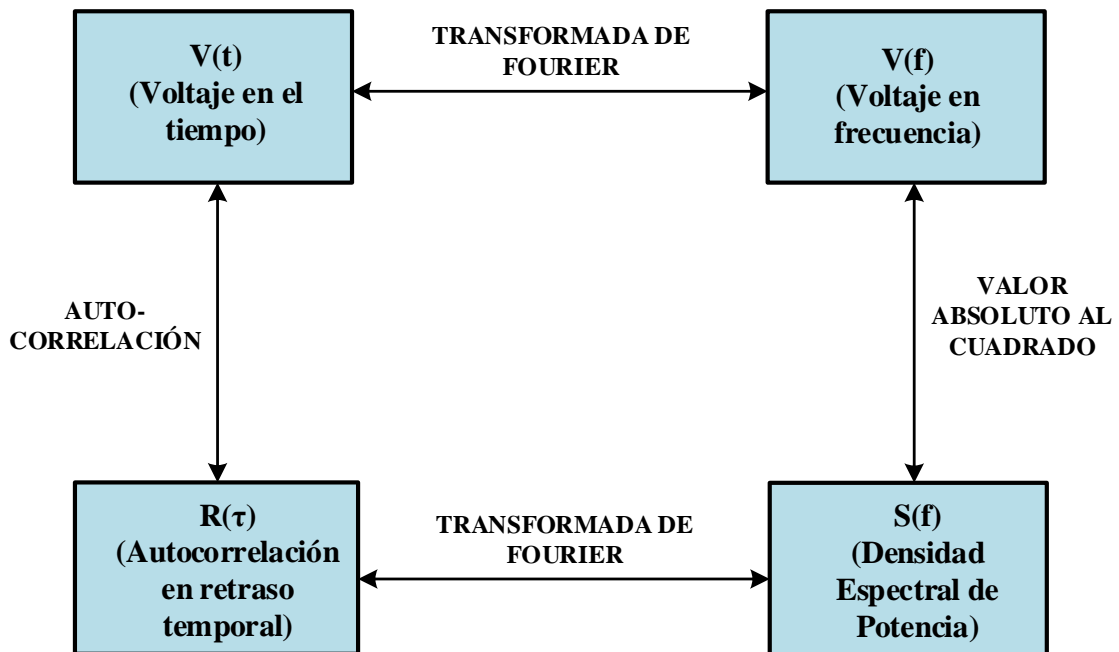 V(t)
(Voltaje en el
tiempo)
TRANSFORMADA DE
FOURIER
V(f)
(Voltaje en
frecuencia)
AUTO-
CORRELACIÓN
VALOR
ABSOLUTO AL
CUADRADO
R(τ)
(Autocorrelación
en retraso
temporal)
TRANSFORMADA DE
FOURIER
S(f)
(Densidad
Espectral de
Potencia)